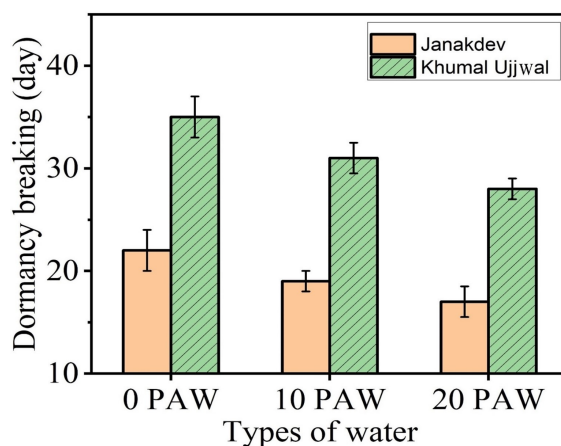 Janakdev
Khumal Ujjwal
Dormancy breaking (day)
40
30
20
10
0 PAW 10 PAW 20 PAW
Types of water